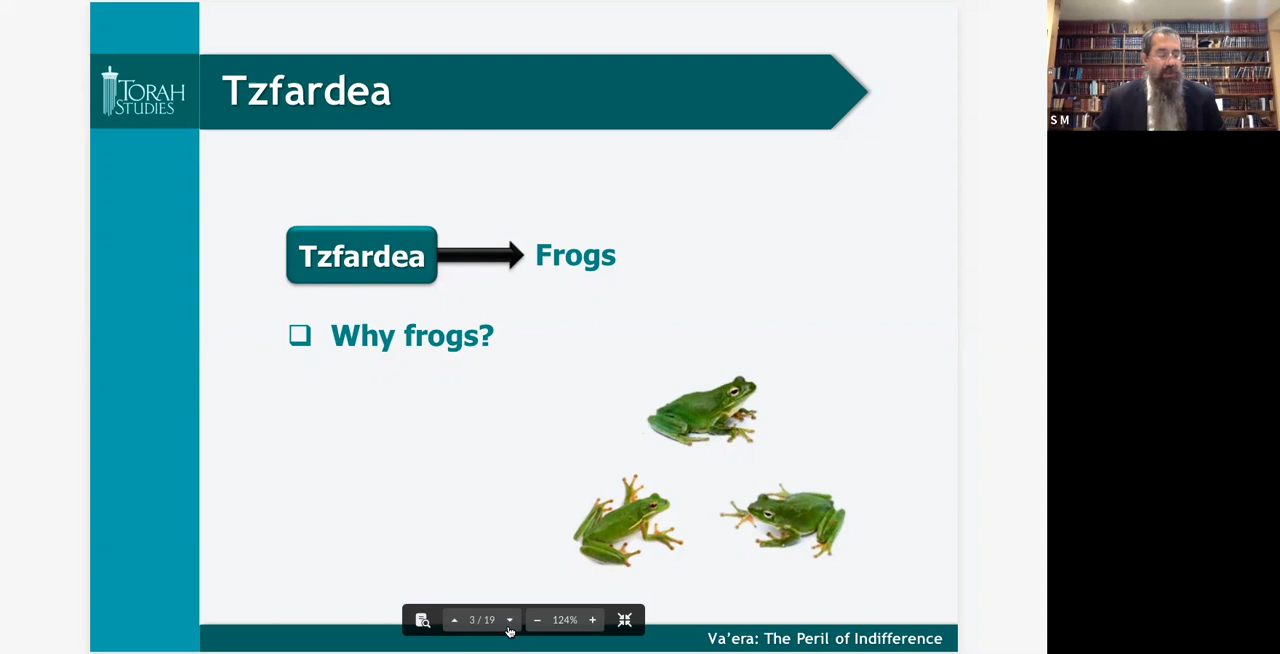 TORAH
STUDIES
Tzfardea
S M
Tzfardea
Frogs
Why frogs?
3 / 19
124%
Va'era: The Peril of Indifference